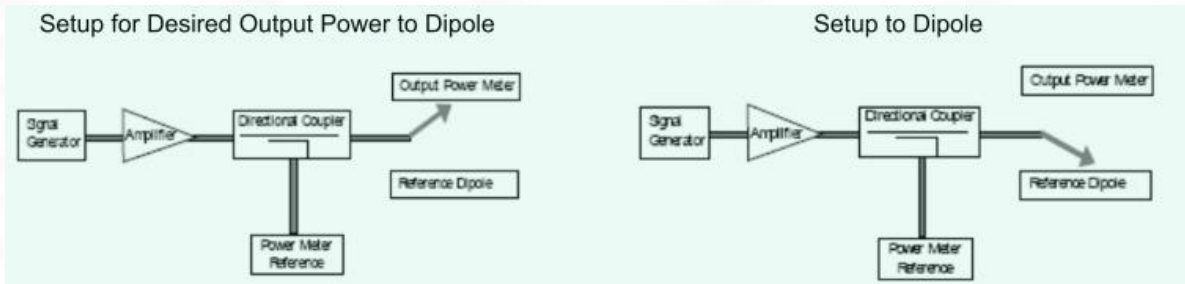 Setup for Desired Output Power to Dipole
Output Power Meter
Signal
Generator
Amplifier
Directional Coupler
Reference Dipole
Power Meter
Reference
Setup to Dipole
Output Power Meter
Signal
Generator
Amplifier
Directional Coupler
Reference Dipole
Power Meter
Reference